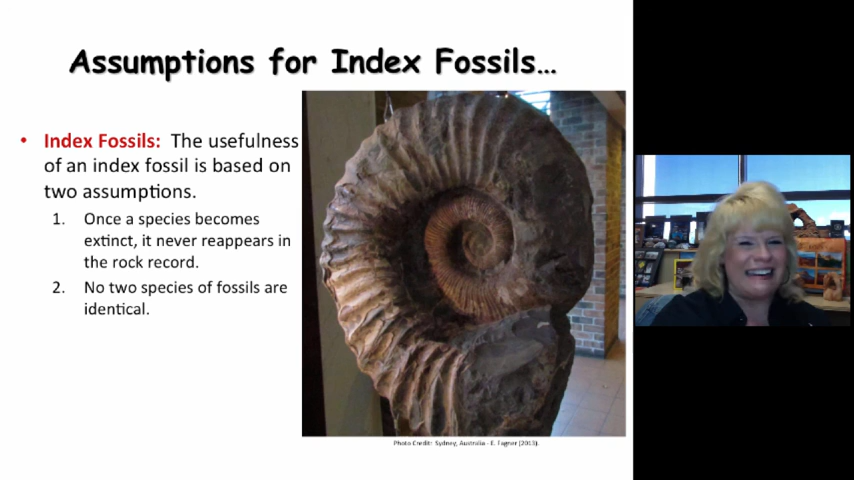 Assumptions for Index Fossils…
• Index Fossils: The usefulness
of an index fossil is based on
two assumptions.
1. Once a species becomes
extinct, it never reappears in
the rock record.
2. No two species of fossils are
identical.
Photo Credit: Sydney, Australia - E. (2013).